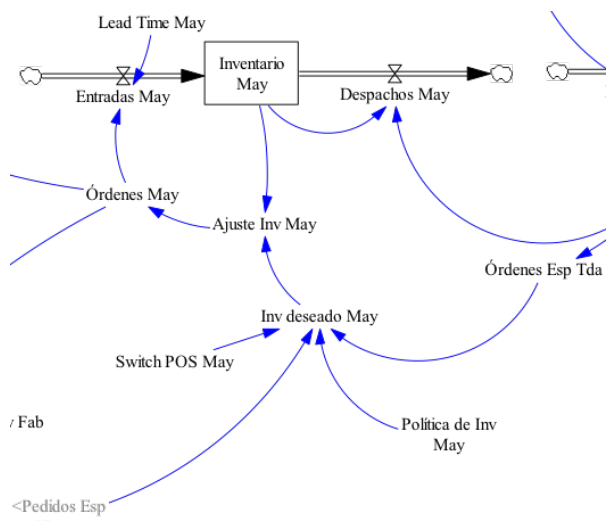 Lead Time May
Inventario
May
Entradas May
Despachos May
Órdenes May
Ajuste Inv May
Órdenes Esp Tda
Inv deseado May
Switch POS May
Política de Inv
May
Fab
<Pedidos Esp